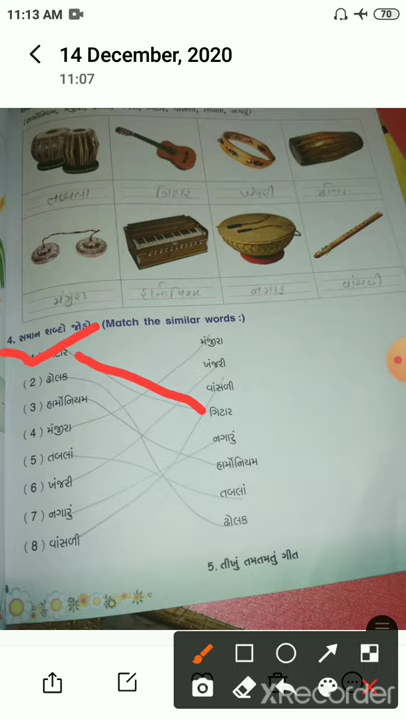 11:13 AM
70
14 December, 2020
11:07
તબલા ગિટાર ખંજરી ઢોલક
મંજીરા હાર્મોનિયમ નગારું વાંસળી
4. સમાન શબ્દો જોડો. (Match the similar words:)
ગિટાર મંજીરા
(2) ઢોલક ખંજરી
(3) હાર્મોનિયમ વાંસળી
(4) મંજીરા ગિટાર
(5) તબલાં નગારું
(6) ખંજરી હાર્મોનિયમ
(7) નગારું તબલાં
(8) વાંસળી ઢોલક
5. તીખું તમતમતું ગીત
XRecorder